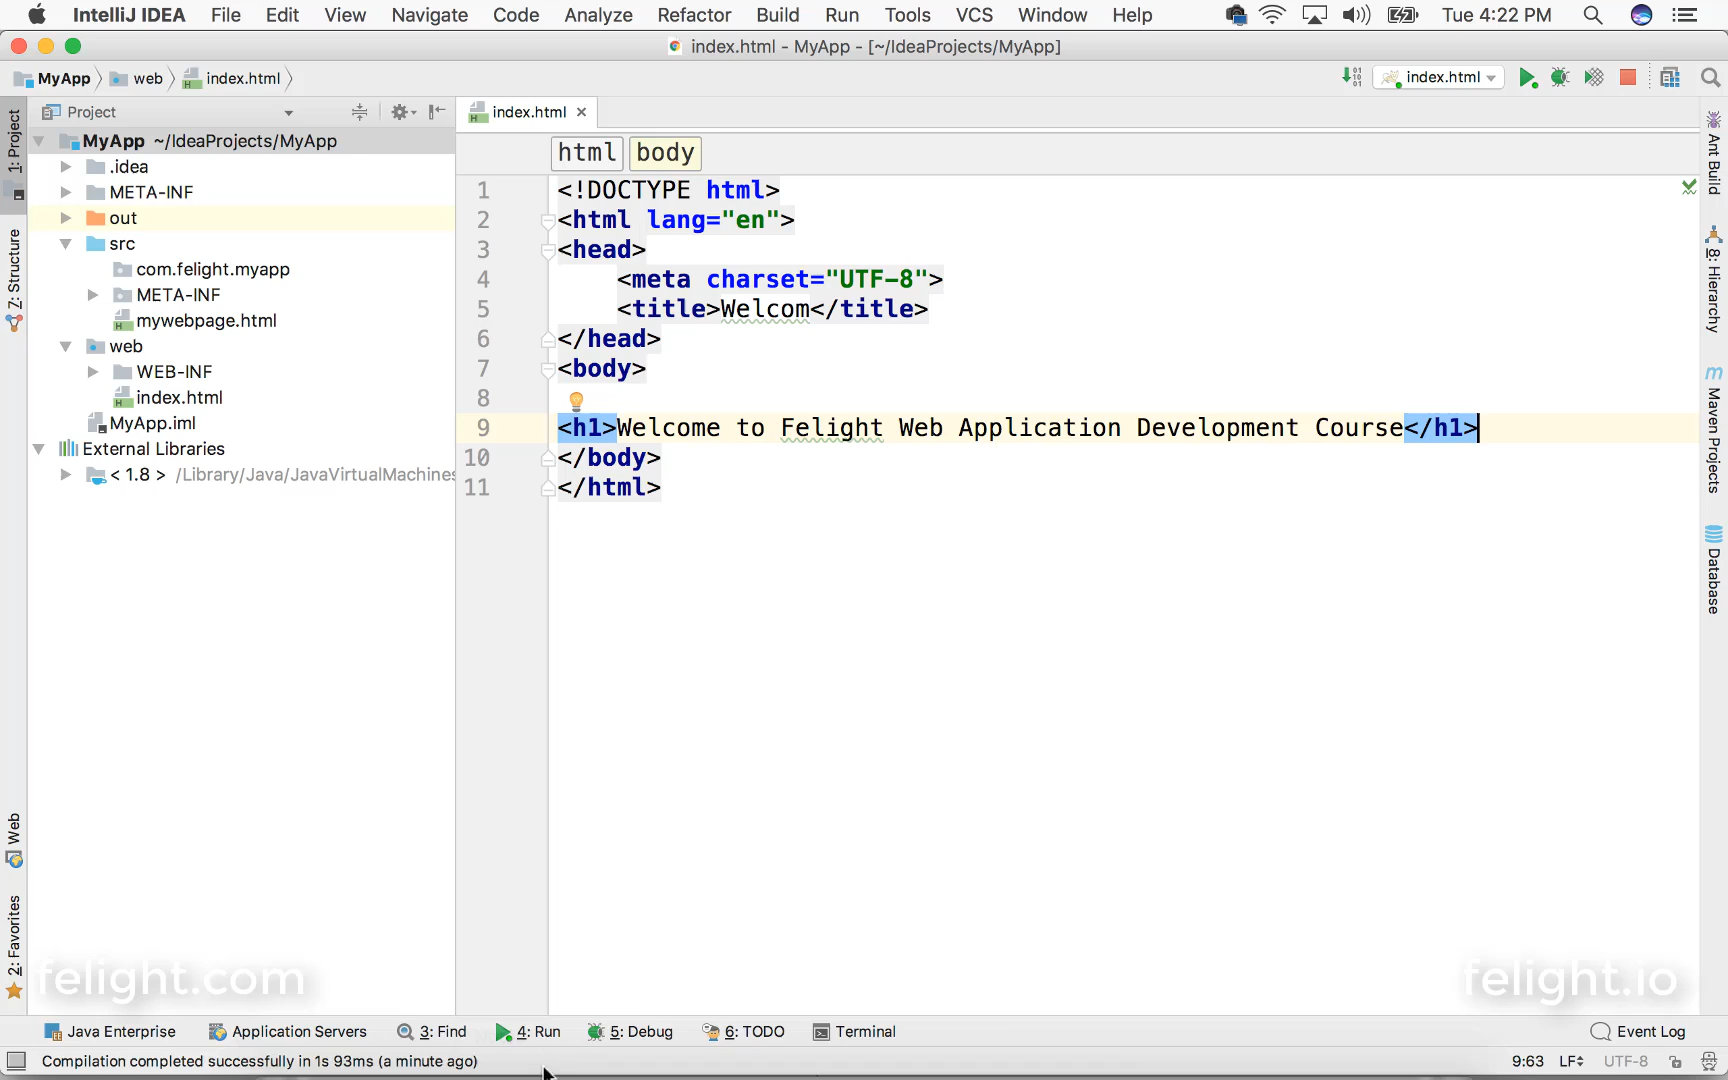 IntelliJ IDEA File Edit View Navigate Code Analyze Refactor Build Run Tools VCS Window Help Tue 4:22 PM
index.html - MyApp - [~/IdeaProjects/MyApp]
MyApp web index.html index.html
1: Project
Project
index.html
MyApp ~/IdeaProjects/MyApp
.idea
META-INF
out
src
com.felight.myapp
META-INF
mywebpage.html
web
WEB-INF
index.html
MyApp.iml
External Libraries
< 1.8 > /Library/Java/JavaVirtualMachines
7: Structure
Web
2: Favorites
html body
1 <!DOCTYPE html>
2 <html lang="en">
3 <head>
4 <meta charset="UTF-8">
5 <title>Welcom</title>
6 </head>
7 <body>
8
9 <h1>Welcome to Felight Web Application Development Course</h1>
10 </body>
11 </html>
Ant Build
8: Hierarchy
m Maven Projects
Database
felight.com
felight.io
Java Enterprise Application Servers 3: Find 4: Run 5: Debug 6: TODO Terminal Event Log
Compilation completed successfully in 1s 93ms (a minute ago) 9:63 LF UTF-8